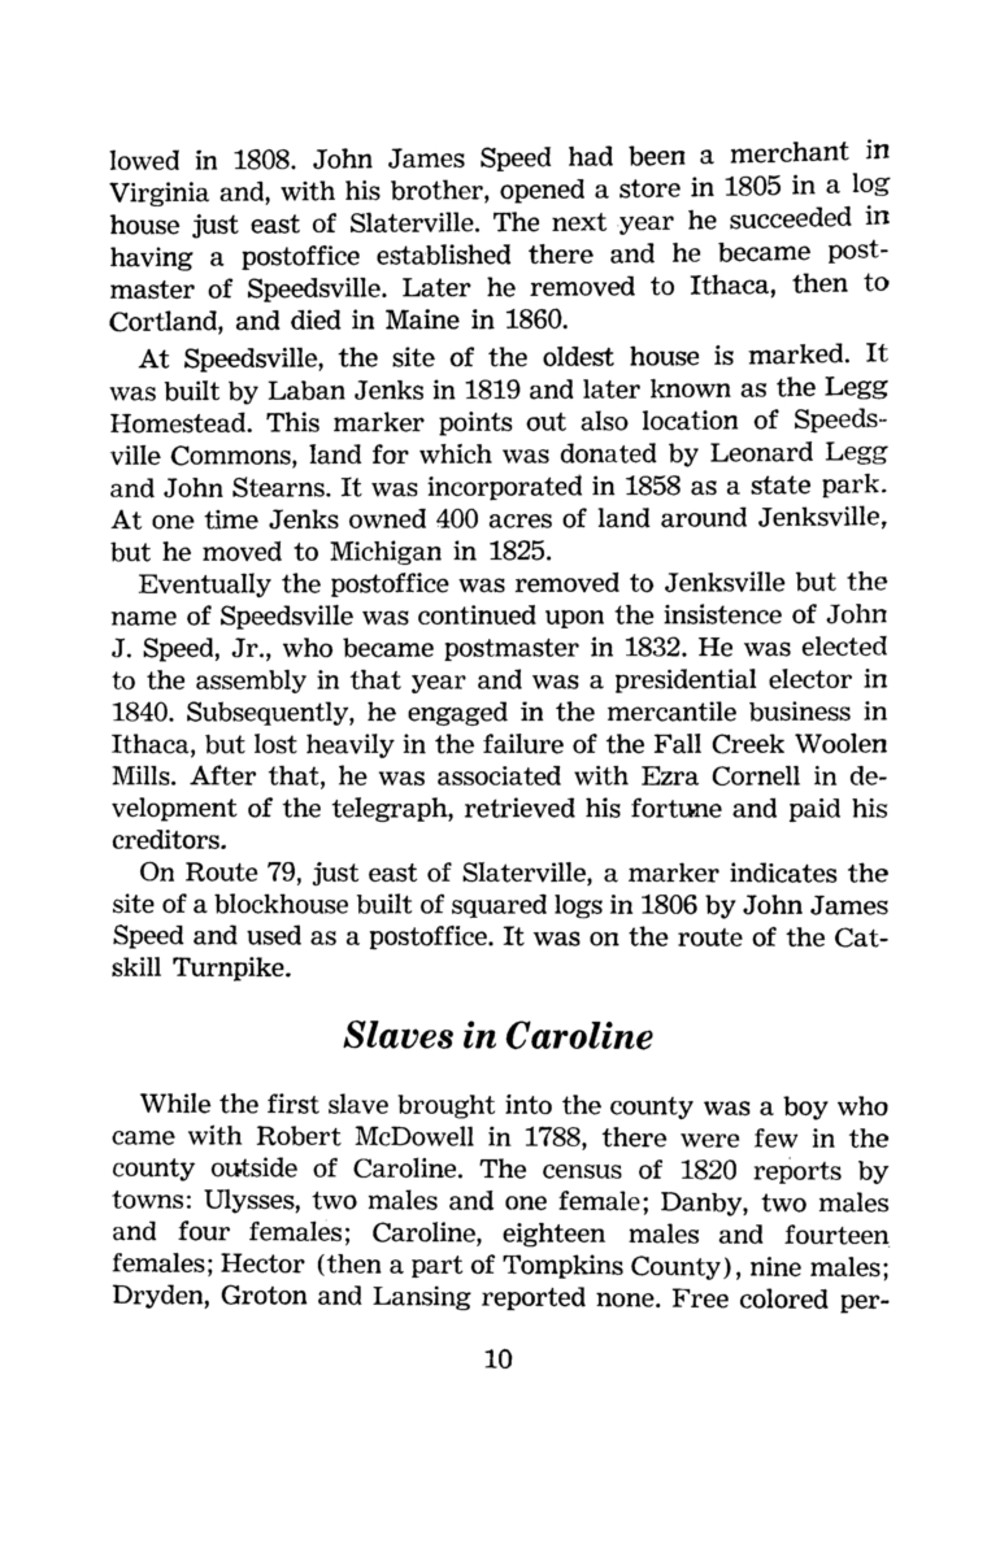 lowed in 1808. John James Speed had been a merchant in
Virginia and, with his brother, opened a store in 1805 in a log
house just east of Slaterville. The next year he succeeded in
having a postoffice established there and he became post-
master of Speedsville. Later he removed to Ithaca, then to
Cortland, and died in Maine in 1860.
At Speedsville, the site of the oldest house is marked. It
was built by Laban Jenks in 1819 and later known as the Legg
Homestead. This marker points out also location of Speeds-
ville Commons, land for which was donated by Leonard Legg
and John Stearns. It was incorporated in 1858 as a state park.
At one time Jenks owned 400 acres of land around Jenksville,
but he moved to Michigan in 1825.
Eventually the postoffice was removed to Jenksville but the
name of Speedsville was continued upon the insistence of John
J. Speed, Jr., who became postmaster in 1832. He was elected
to the assembly in that year and was a presidential elector in
1840. Subsequently, he engaged in the mercantile business in
Ithaca, but lost heavily in the failure of the Fall Creek Woolen
Mills. After that, he was associated with Ezra Cornell in de-
velopment of the telegraph, retrieved his fortune and paid his
creditors.
On Route 79, just east of Slaterville, a marker indicates the
site of a blockhouse built of squared logs in 1806 by John James
Speed and used as a postoffice. It was on the route of the Cat-
skill Turnpike.
Slaves in Caroline
While the first slave brought into the county was a boy who
came with Robert McDowell in 1788, there were few in the
county outside of Caroline. The census of 1820 reports by
towns: Ulysses, two males and one female; Danby, two males
and four females; Caroline, eighteen males and fourteen
females; Hector (then a part of Tompkins County), nine males;
Dryden, Groton and Lansing reported none. Free colored per-
10